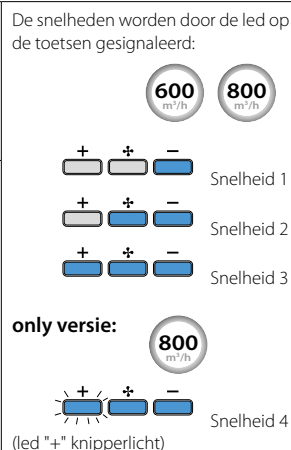 De snelheden worden door de led op
de toetsen gesignaleerd:
600 800
m³/h m³/h
+ −
Snelheid 1
+ −
Snelheid 2
+ −
Snelheid 3
only versie:
800
m³/h
+ −
Snelheid 4
(led "+" knipperlicht)